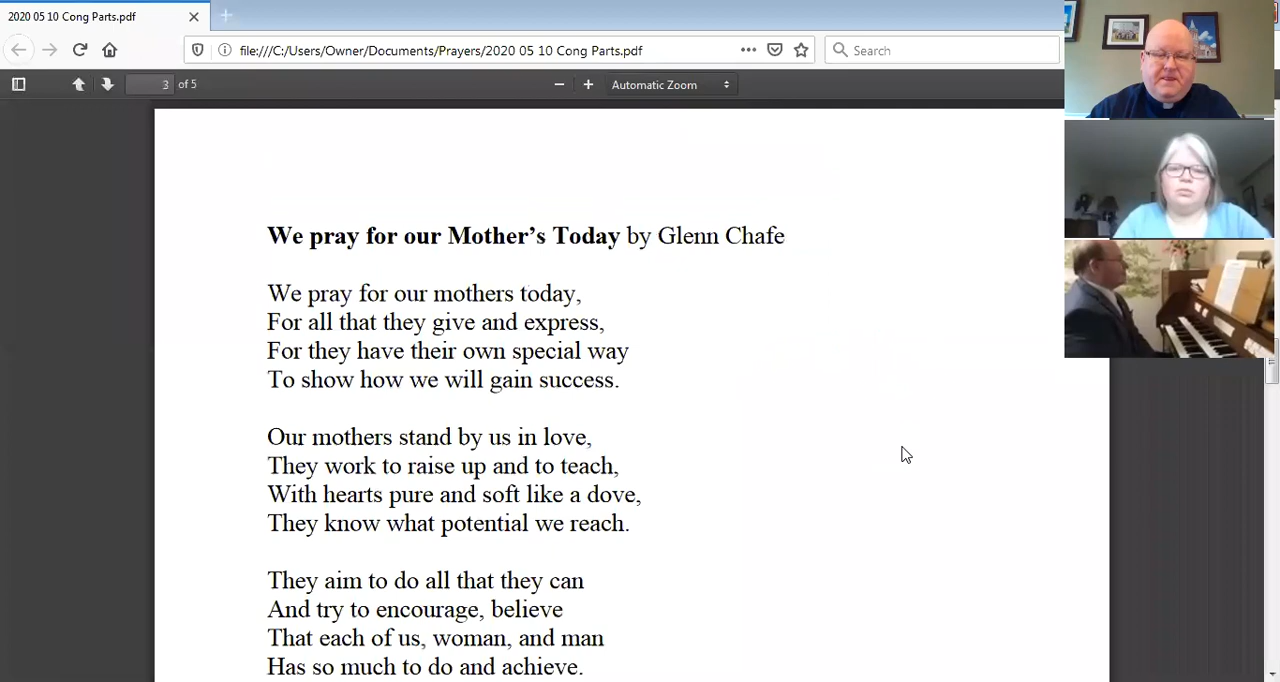 2020 05 10 Cong Parts.pdf
file:///C:/Users/Owner/Documents/Prayers/2020 05 10 Cong Parts.pdf
Search
3 of 5
Automatic Zoom
We pray for our Mother’s Today by Glenn Chafe
We pray for our mothers today,
For all that they give and express,
For they have their own special way
To show how we will gain success.
Our mothers stand by us in love,
They work to raise up and to teach,
With hearts pure and soft like a dove,
They know what potential we reach.
They aim to do all that they can
And try to encourage, believe
That each of us, woman, and man
Has so much to do and achieve.